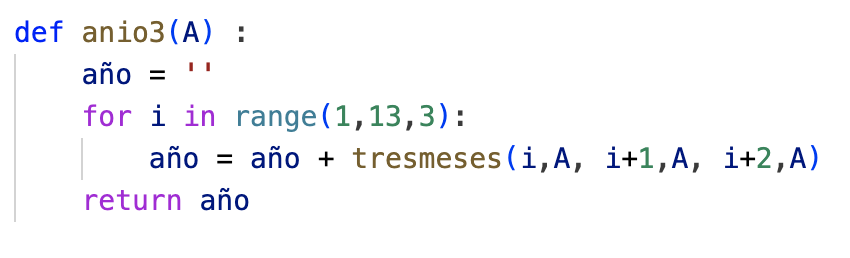 def anio3(A) :
    año = ''
    for i in range(1,13,3):
        año = año + tresmeses(i,A, i+1,A, i+2,A)
    return año